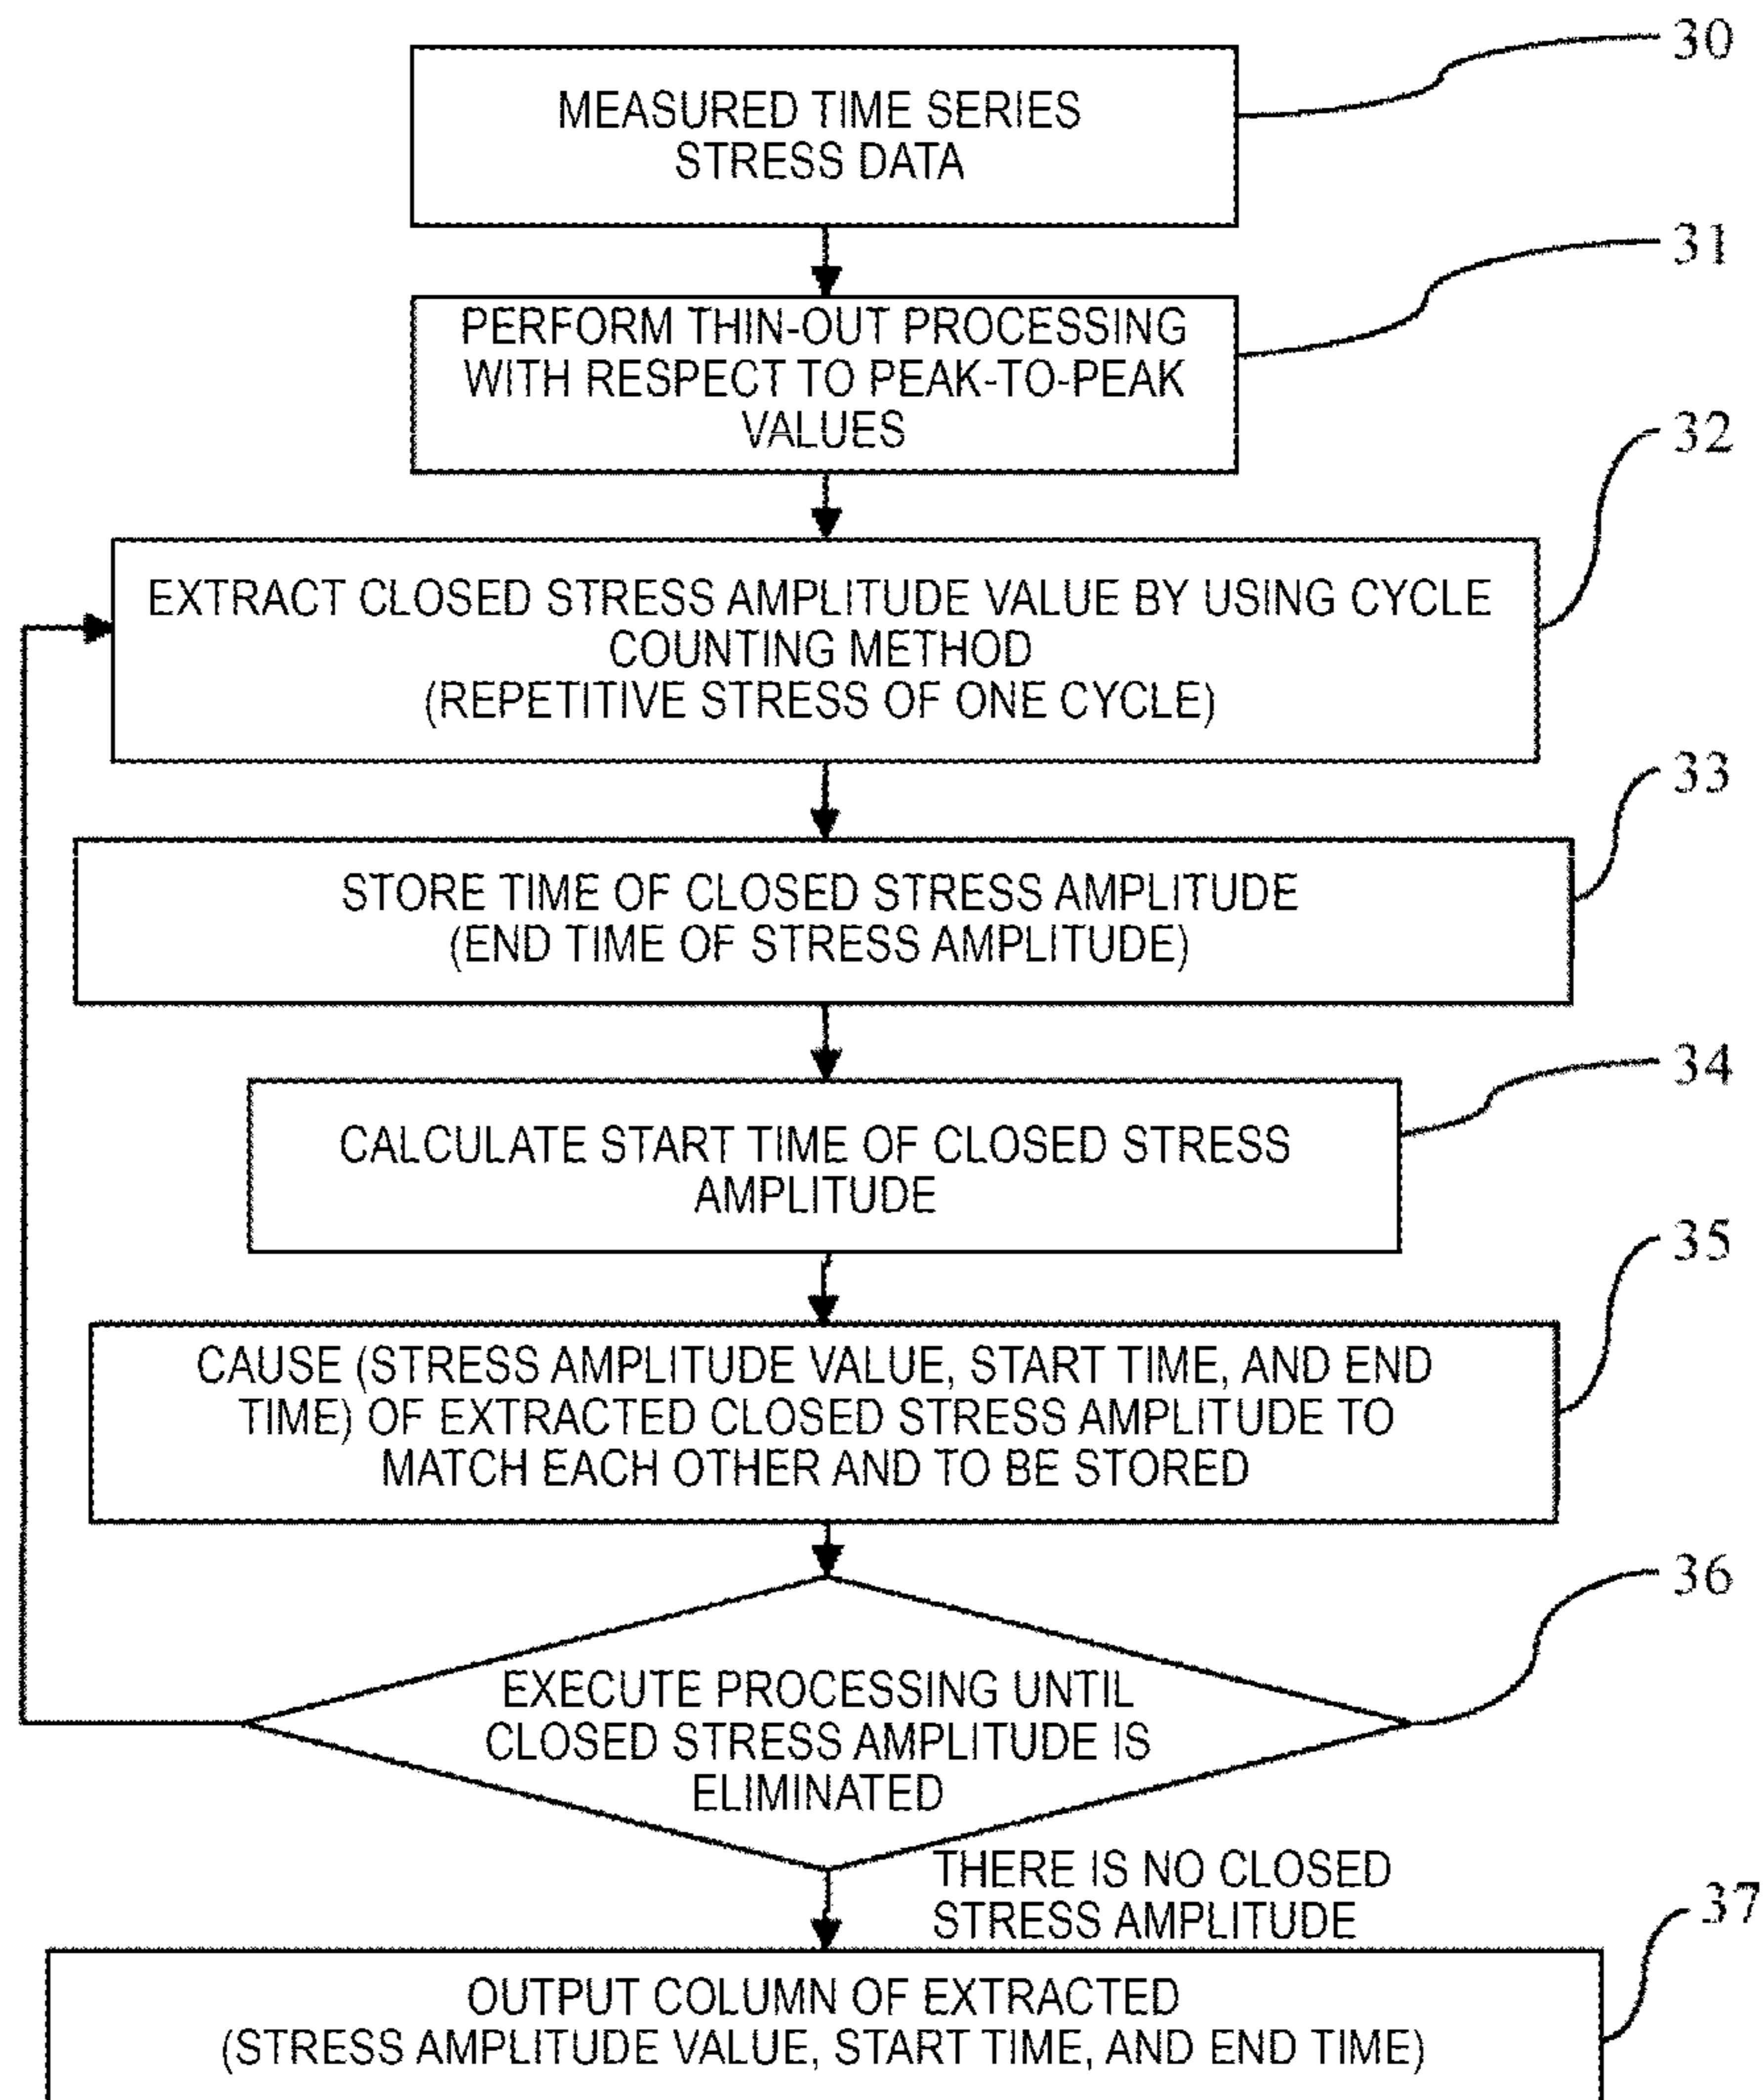 30
MEASURED TIME SERIES
STRESS DATA
31
PERFORM THIN-OUT PROCESSING
WITH RESPECT TO PEAK-TO-PEAK
VALUES
32
EXTRACT CLOSED STRESS AMPLITUDE VALUE BY USING CYCLE
COUNTING METHOD
(REPETITIVE STRESS OF ONE CYCLE)
33
STORE TIME OF CLOSED STRESS AMPLITUDE
(END TIME OF STRESS AMPLITUDE)
34
CALCULATE START TIME OF CLOSED STRESS
AMPLITUDE
35
CAUSE (STRESS AMPLITUDE VALUE, START TIME, AND END
TIME) OF EXTRACTED CLOSED STRESS AMPLITUDE TO
MATCH EACH OTHER AND TO BE STORED
36
EXECUTE PROCESSING UNTIL
CLOSED STRESS AMPLITUDE IS
ELIMINATED
THERE IS NO CLOSED
STRESS AMPLITUDE
37
OUTPUT COLUMN OF EXTRACTED
(STRESS AMPLITUDE VALUE, START TIME, AND END TIME)